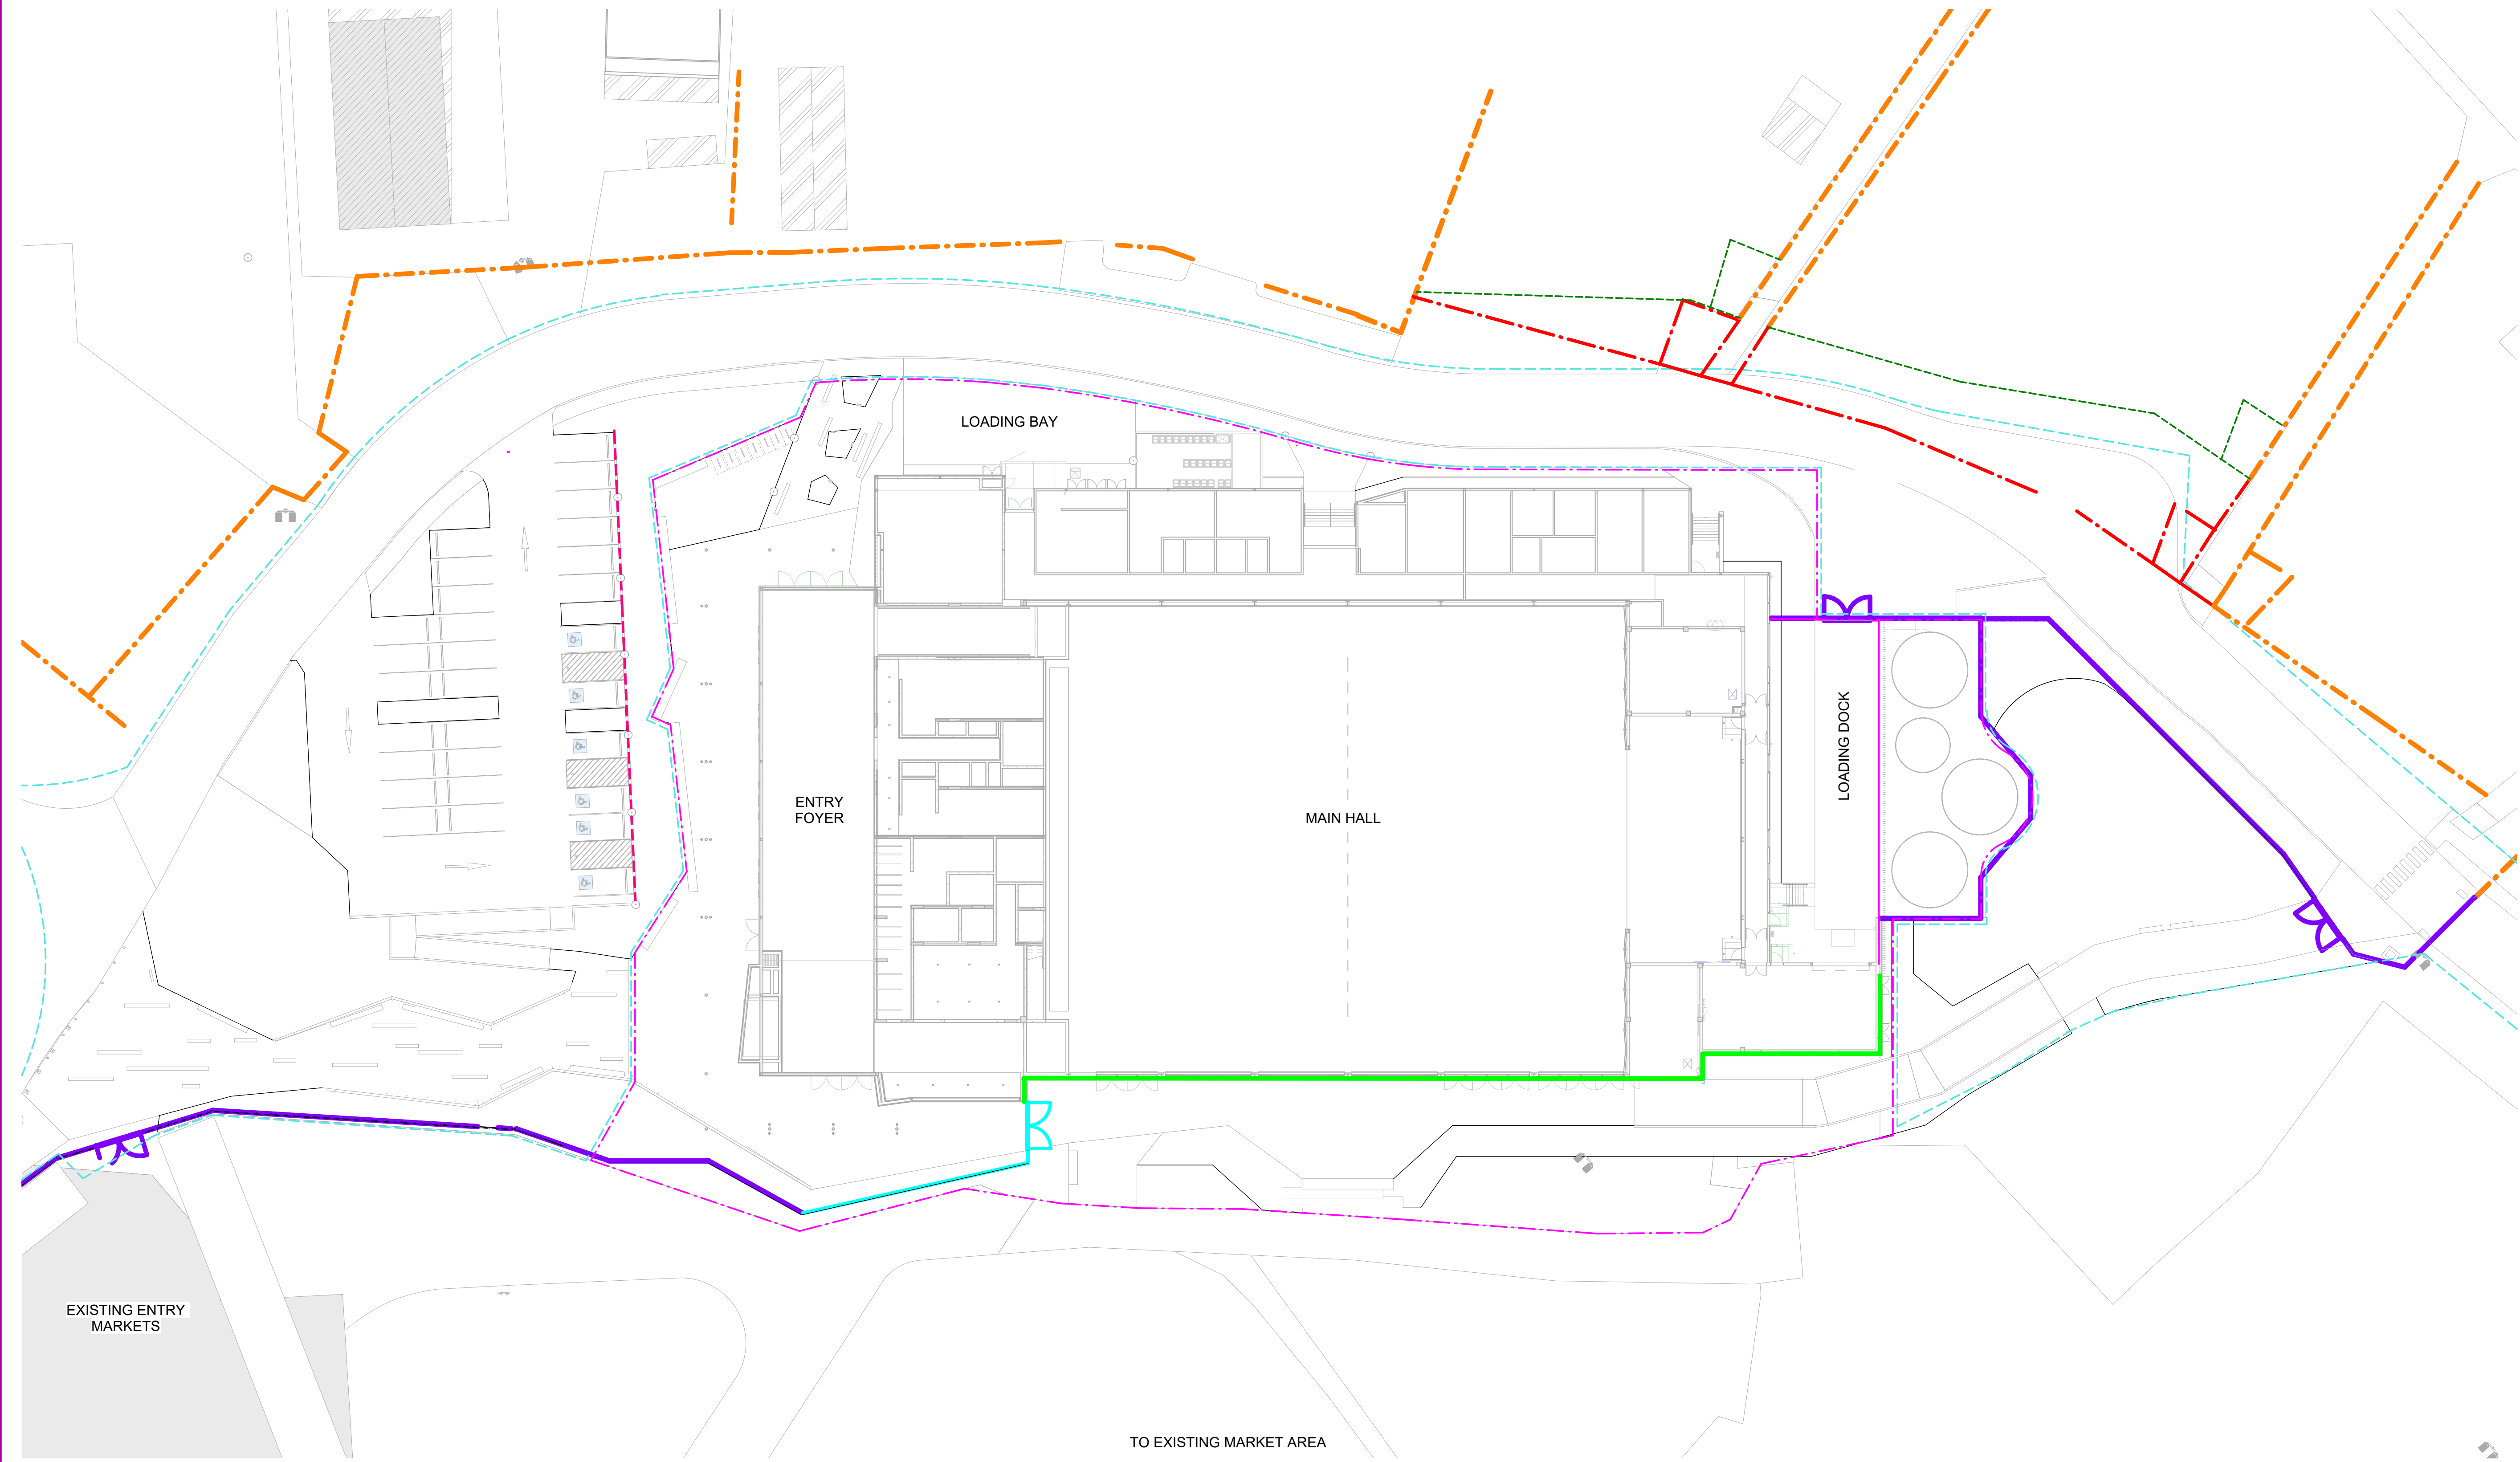 LOADING BAY
LOADING DOCK
ENTRY
FOYER
MAIN HALL
EXISTING ENTRY
MARKETS
TO EXISTING MARKET AREA